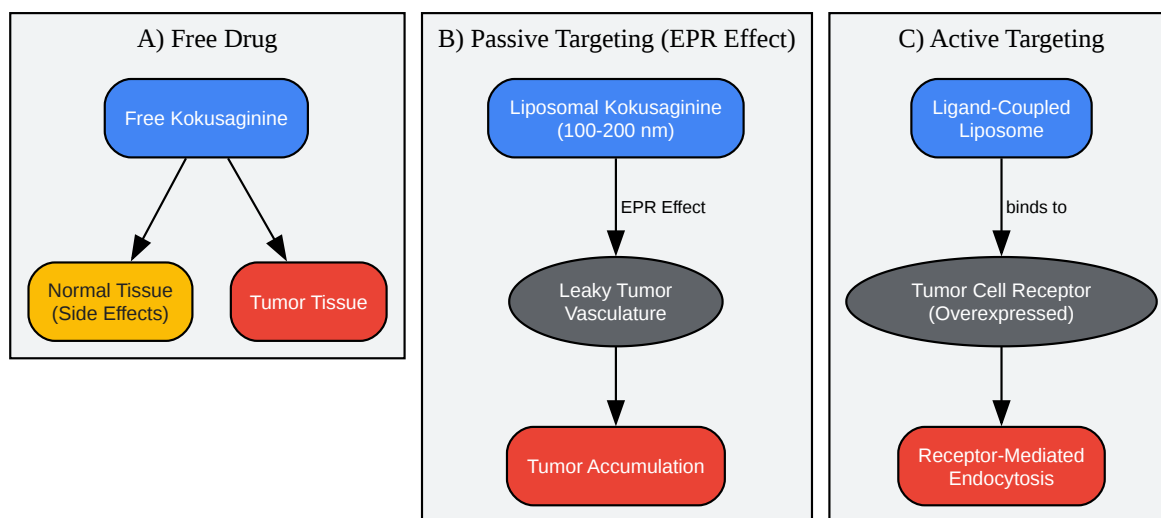 A) Free Drug
Free Kokusaginine
Normal Tissue
(Side Effects)
Tumor Tissue
B) Passive Targeting (EPR Effect)
Liposomal Kokusaginine
(100-200 nm)
EPR Effect
Leaky Tumor
Vasculature
Tumor Accumulation
C) Active Targeting
Ligand-Coupled
Liposome
binds to
Tumor Cell Receptor
(Overexpressed)
Receptor-Mediated
Endocytosis